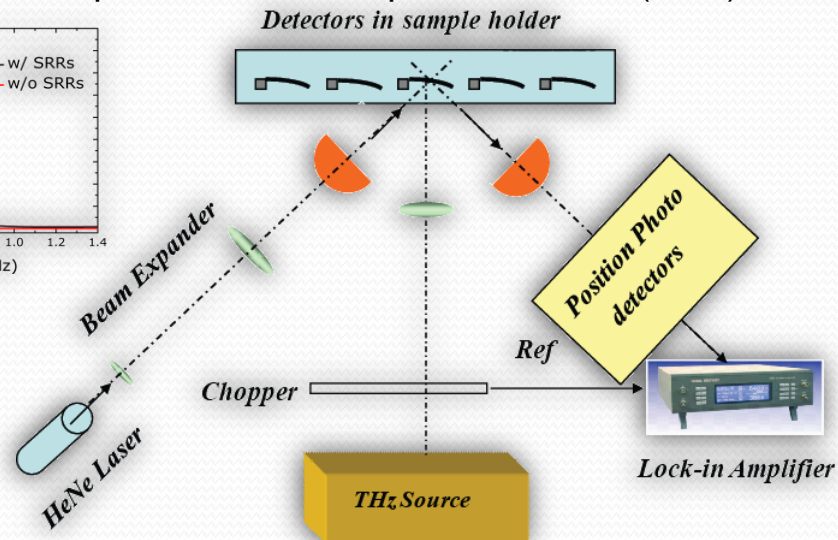 Detectors in sample holder
w/ SRRs
w/o SRRs
1.0 1.2 1.4
Beam Expander
Position Photo
detectors
Ref
Chopper
HeNe Laser
THz Source
Lock-in Amplifier